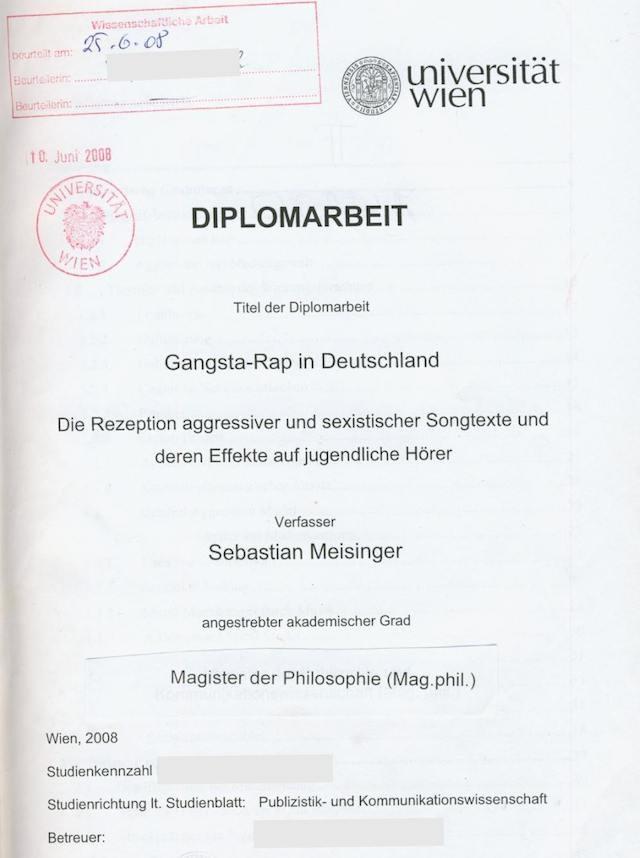 Wissenschaftliche Arbeit
beurteilt am: 25.6.08
Beurteilerin:
Beurteilerin:
universität
wien
10. Juni 2008
UNIVERSITÄT
WIEN
DIPLOMARBEIT
Titel der Diplomarbeit
Gangsta-Rap in Deutschland
Die Rezeption aggressiver und sexistischer Songtexte und
deren Effekte auf jugendliche Hörer
Verfasser
Sebastian Meisinger
angestrebter akademischer Grad
Magister der Philosophie (Mag.phil.)
Wien, 2008
Studienkennzahl
Studienrichtung lt. Studienblatt: Publizistik- und Kommunikationswissenschaft
Betreuer: